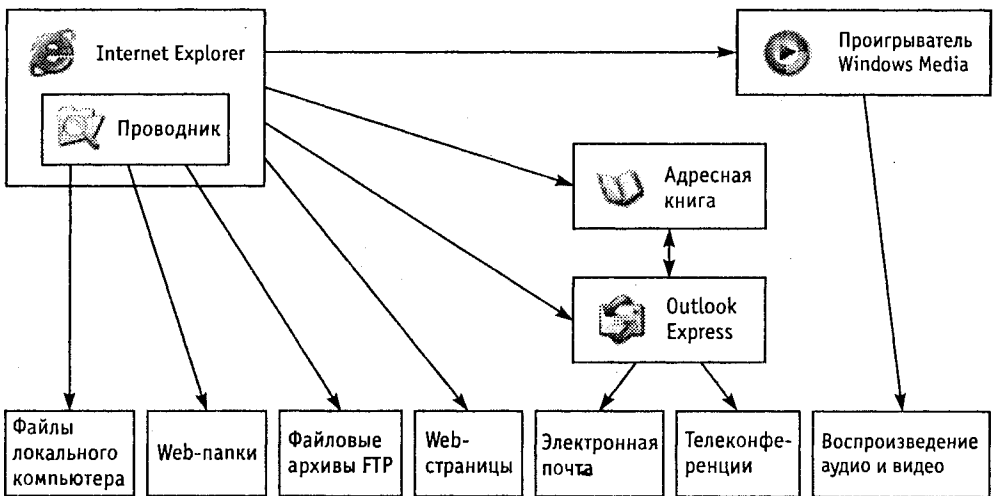 Internet Explorer
Проводник
Проигрыватель
Windows Media
Адресная
книга
Outlook
Express
Файлы
локального
компьютера
Web-папки
Файловые
архивы FTP
Web-
страницы
Электронная
почта
Телеконфе-
ренции
Воспроизведение
аудио и видео